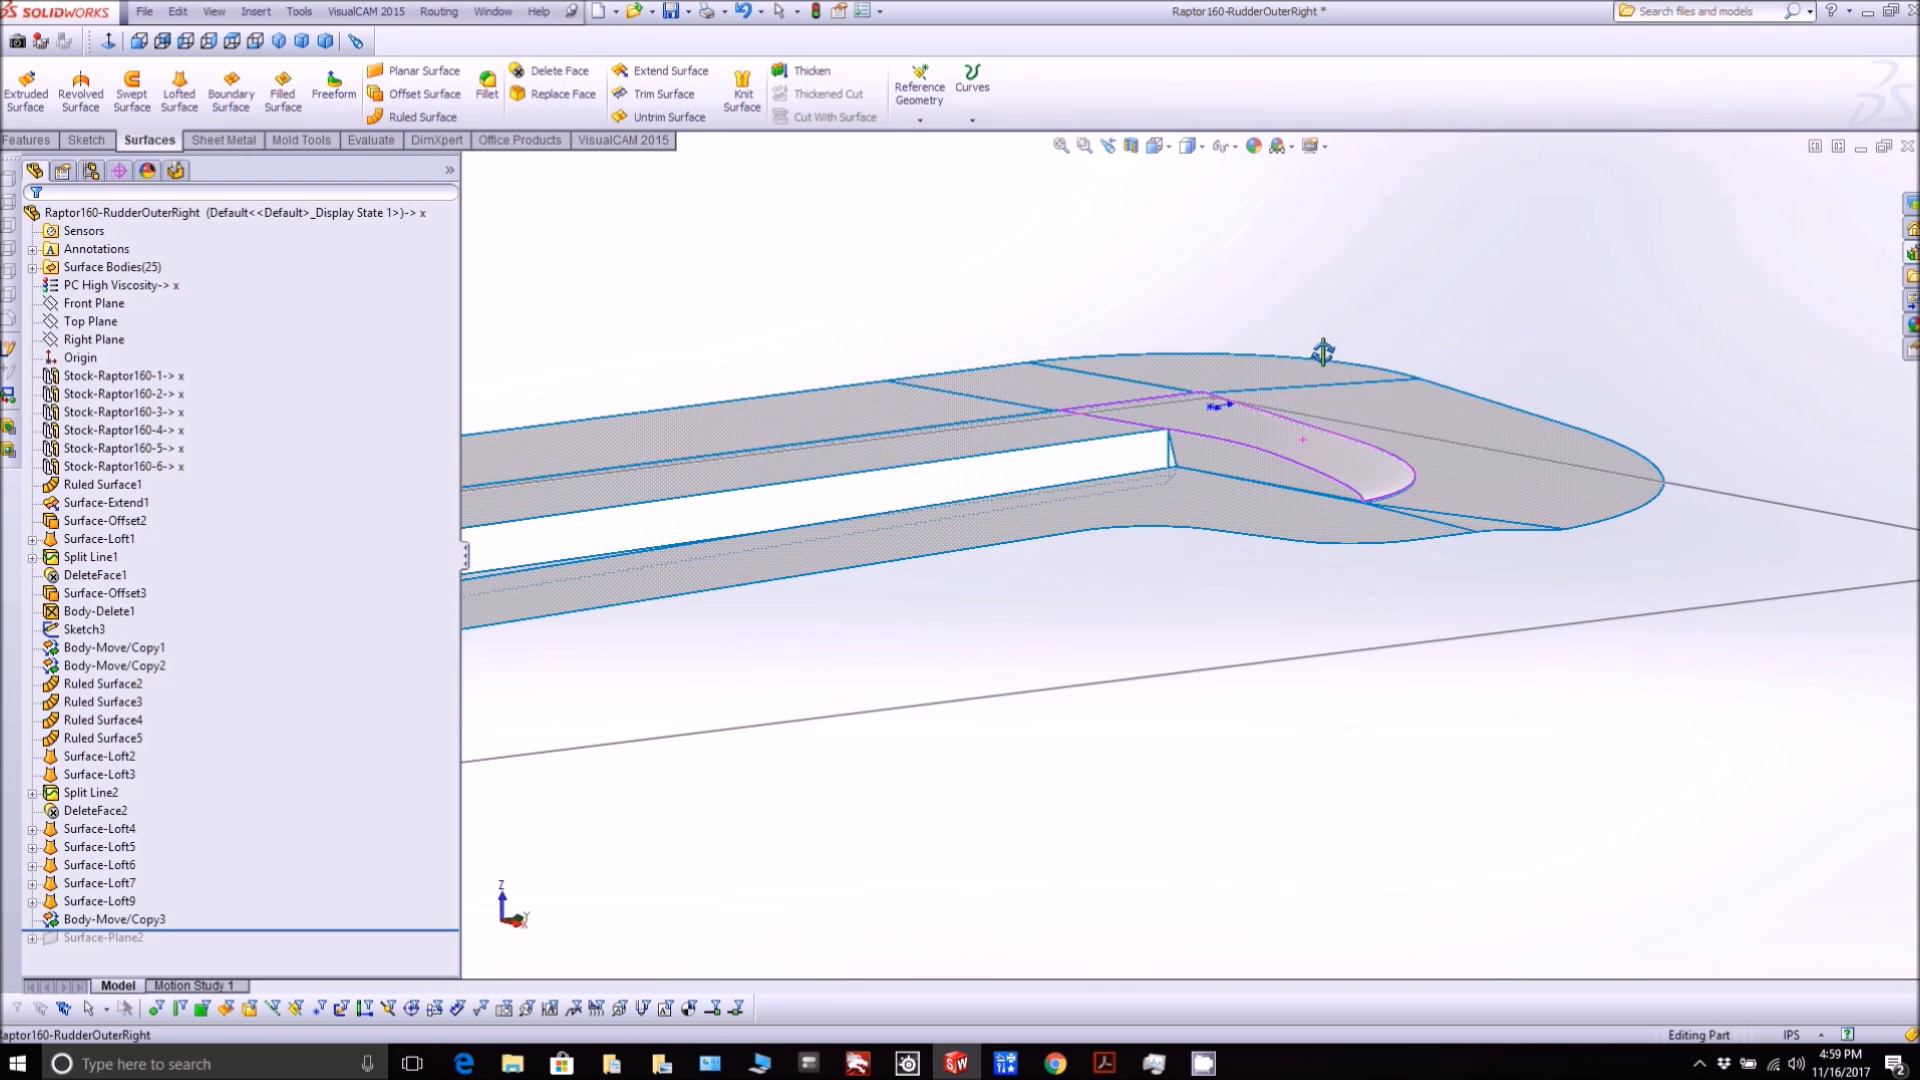 SOLIDWORKS File Edit View Insert Tools VisualCAM 2015 Routing Window Help Raptor160-RudderOuterRight * Search files and models ?
Extruded Surface
Revolved Surface
Swept Surface
Lofted Surface
Boundary Surface
Filled Surface
Freeform
Planar Surface
Offset Surface
Ruled Surface
Fillet
Delete Face
Replace Face
Extend Surface
Trim Surface
Untrim Surface
Knit Surface
Thicken
Thickened Cut
Cut With Surface
Reference Geometry
Curves
Features Sketch Surfaces Sheet Metal Mold Tools Evaluate DimXpert Office Products VisualCAM 2015
Raptor160-RudderOuterRight (Default<<Default>_Display State 1>)-> x
Sensors
Annotations
Surface Bodies(25)
PC High Viscosity-> x
Front Plane
Top Plane
Right Plane
Origin
Stock-Raptor160-1-> x
Stock-Raptor160-2-> x
Stock-Raptor160-3-> x
Stock-Raptor160-4-> x
Stock-Raptor160-5-> x
Stock-Raptor160-6-> x
Ruled Surface1
Surface-Extend1
Surface-Offset2
Surface-Loft1
Split Line1
DeleteFace1
Surface-Offset3
Body-Delete1
Sketch3
Body-Move/Copy1
Body-Move/Copy2
Ruled Surface2
Ruled Surface3
Ruled Surface4
Ruled Surface5
Surface-Loft2
Surface-Loft3
Split Line2
DeleteFace2
Surface-Loft4
Surface-Loft5
Surface-Loft6
Surface-Loft7
Surface-Loft9
Body-Move/Copy3
Surface-Plane2
Z
Model Motion Study 1
Raptor160-RudderOuterRight Editing Part IPS
Type here to search
4:59 PM
11/16/2017